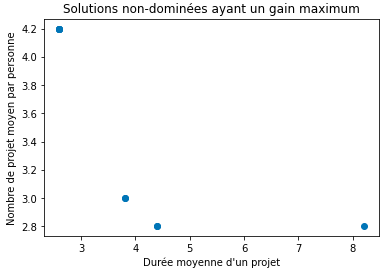 Solutions non-dominées ayant un gain maximum
Nombre de projet moyen par personne
4.2
4.0
3.8
3.6
3.4
3.2
3.0
2.8
3 4 5 6 7 8
Durée moyenne d'un projet